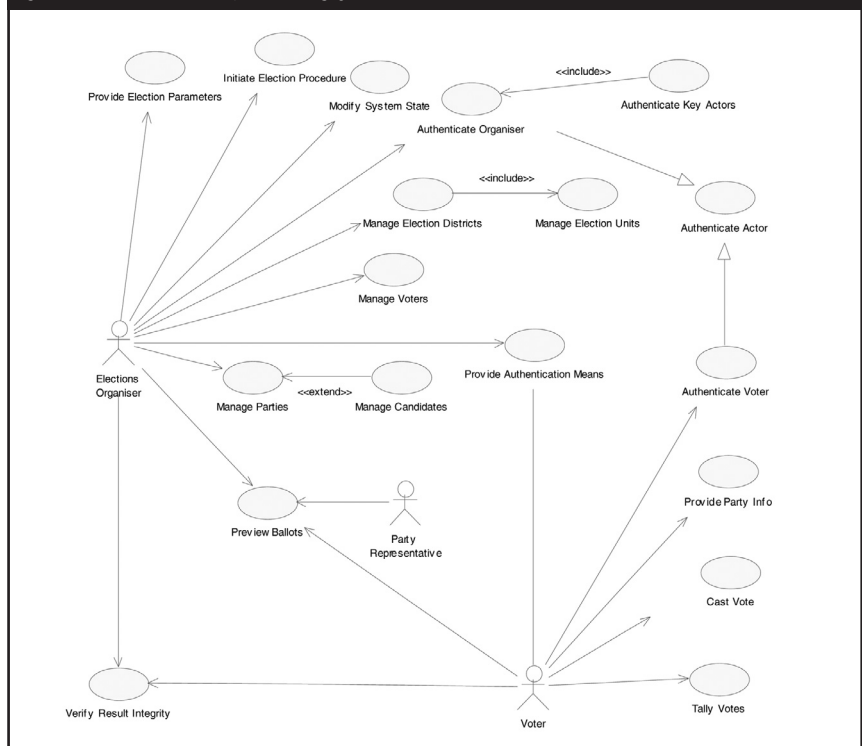 Initiate Election Procedure
<<include>>
Provide Election Parameters
Modify System State
Authenticate Key Actors
Authenticate Organiser
<<include>>
Manage Election Districts
Manage Election Units
Authenticate Actor
Manage Voters
Elections
Organiser
Provide Authentication Means
Authenticate Voter
<<extend>>
Manage Parties
Manage Candidates
Provide Party Info
Preview Ballots
Party
Representative
Cast Vote
Verify Result Integrity
Voter
Tally Votes